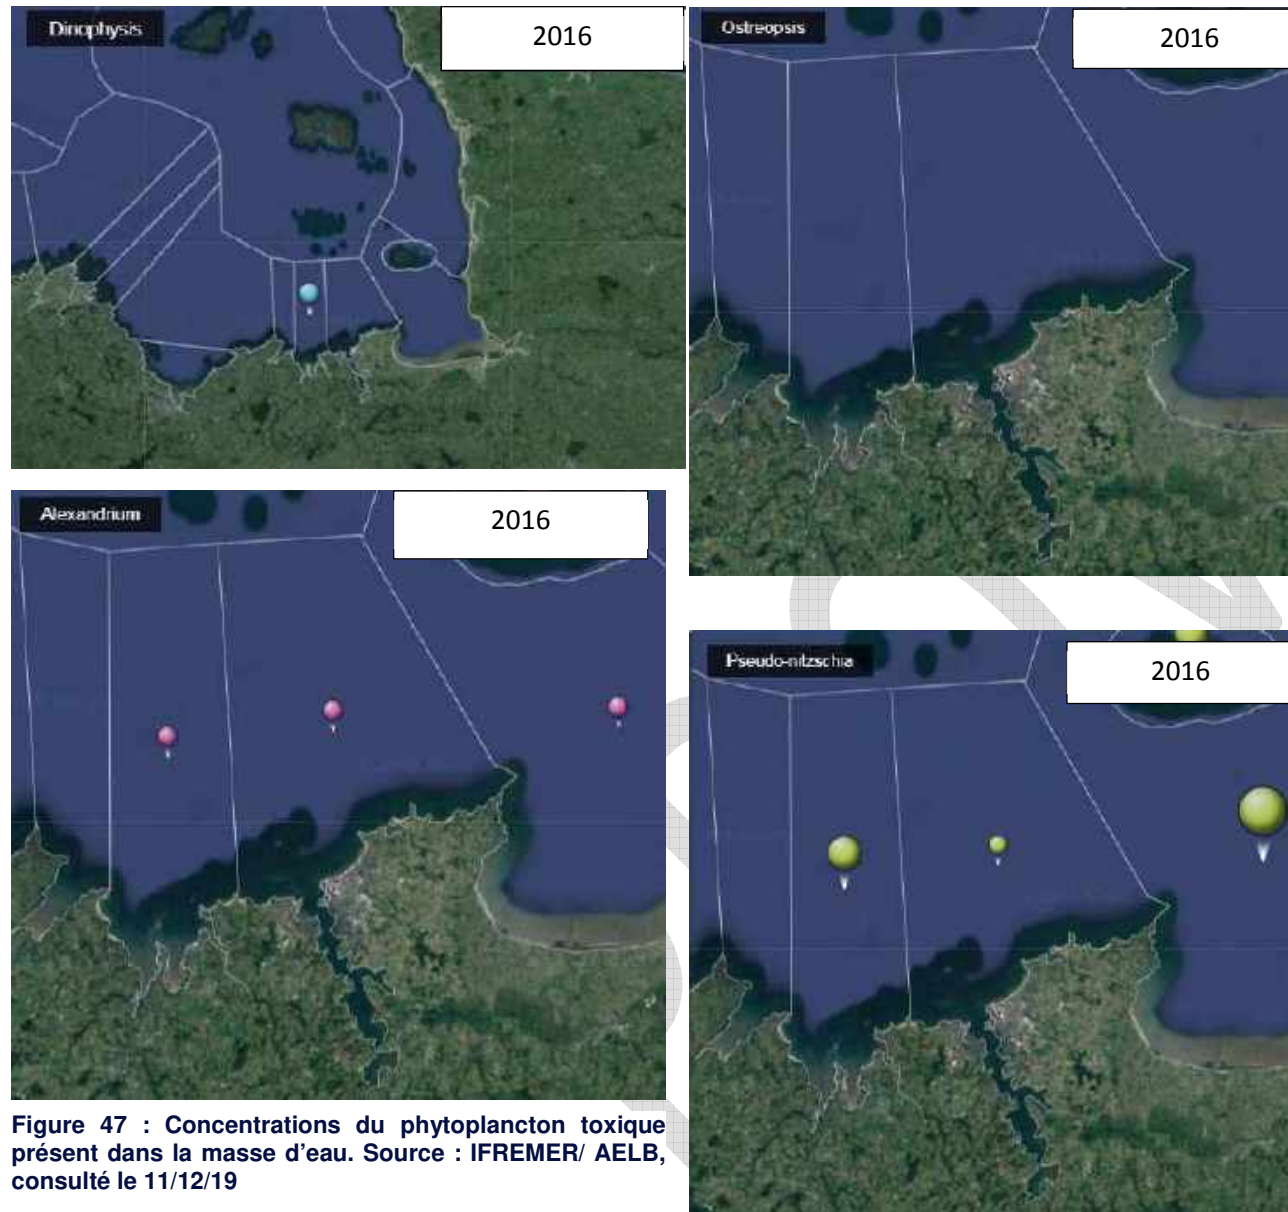 Dinophysis
2016
Ostreopsis
2016
Alexandrium
2016
Pseudo-nitzschia
2016
Figure 47 : Concentrations du phytoplancton toxique
présent dans la masse d'eau. Source : IFREMER/ AELB,
consulté le 11/12/19